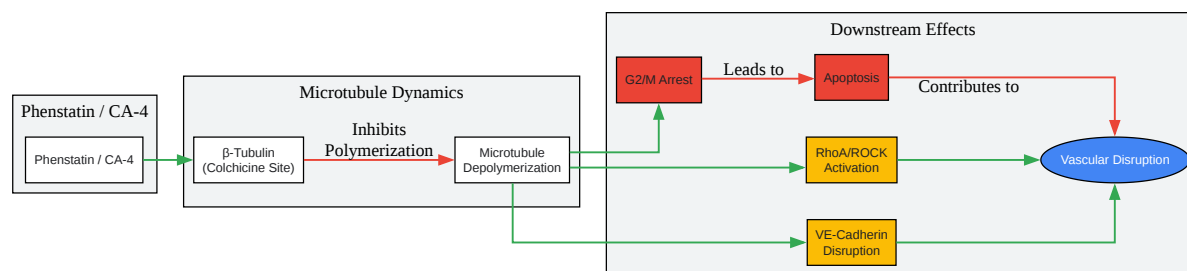 Phenstatin / CA-4
Phenstatin / CA-4
Microtubule Dynamics
β-Tubulin
(Colchicine Site)
Inhibits
Polymerization
Microtubule
Depolymerization
Downstream Effects
G2/M Arrest
Leads to
Apoptosis
Contributes to
RhoA/ROCK
Activation
Vascular Disruption
VE-Cadherin
Disruption